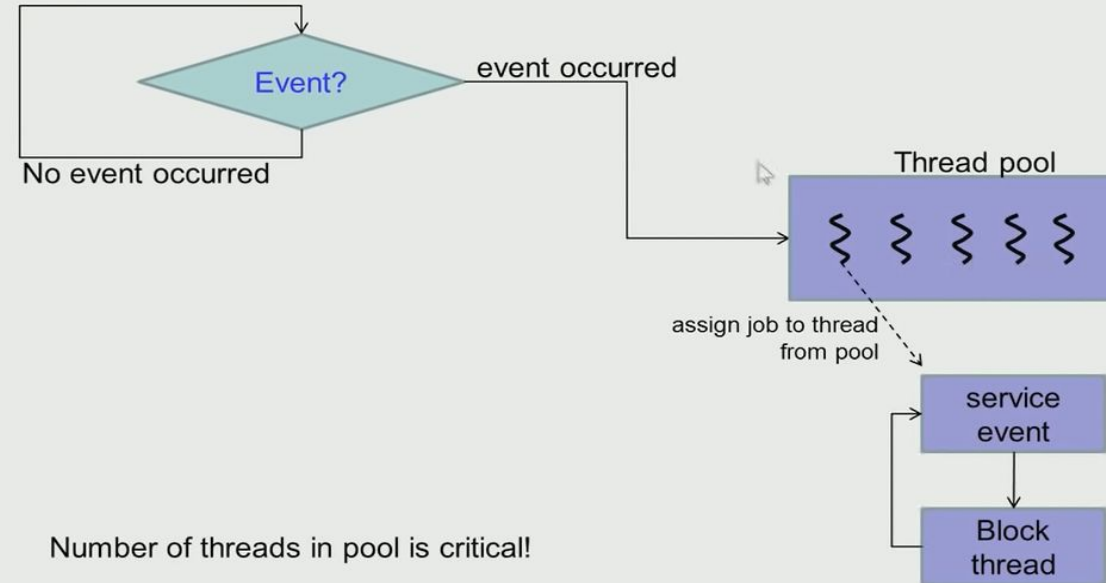 Event?
event occurred
No event occurred
Thread pool
assign job to thread
from pool
service
event
Block
thread
Number of threads in pool is critical!